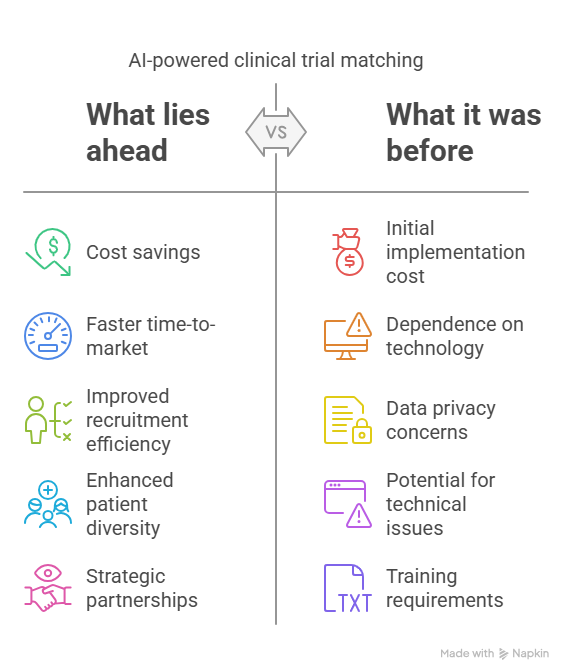 AI-powered clinical trial matching
What lies
ahead
VS
What it was
before
Cost savings
Initial
implementation
cost
Faster time-to-
market
Dependence on
technology
Improved
recruitment
efficiency
Data privacy
concerns
Enhanced
patient
diversity
Potential for
technical
issues
Strategic
partnerships
TXT
Training
requirements
Made with Napkin